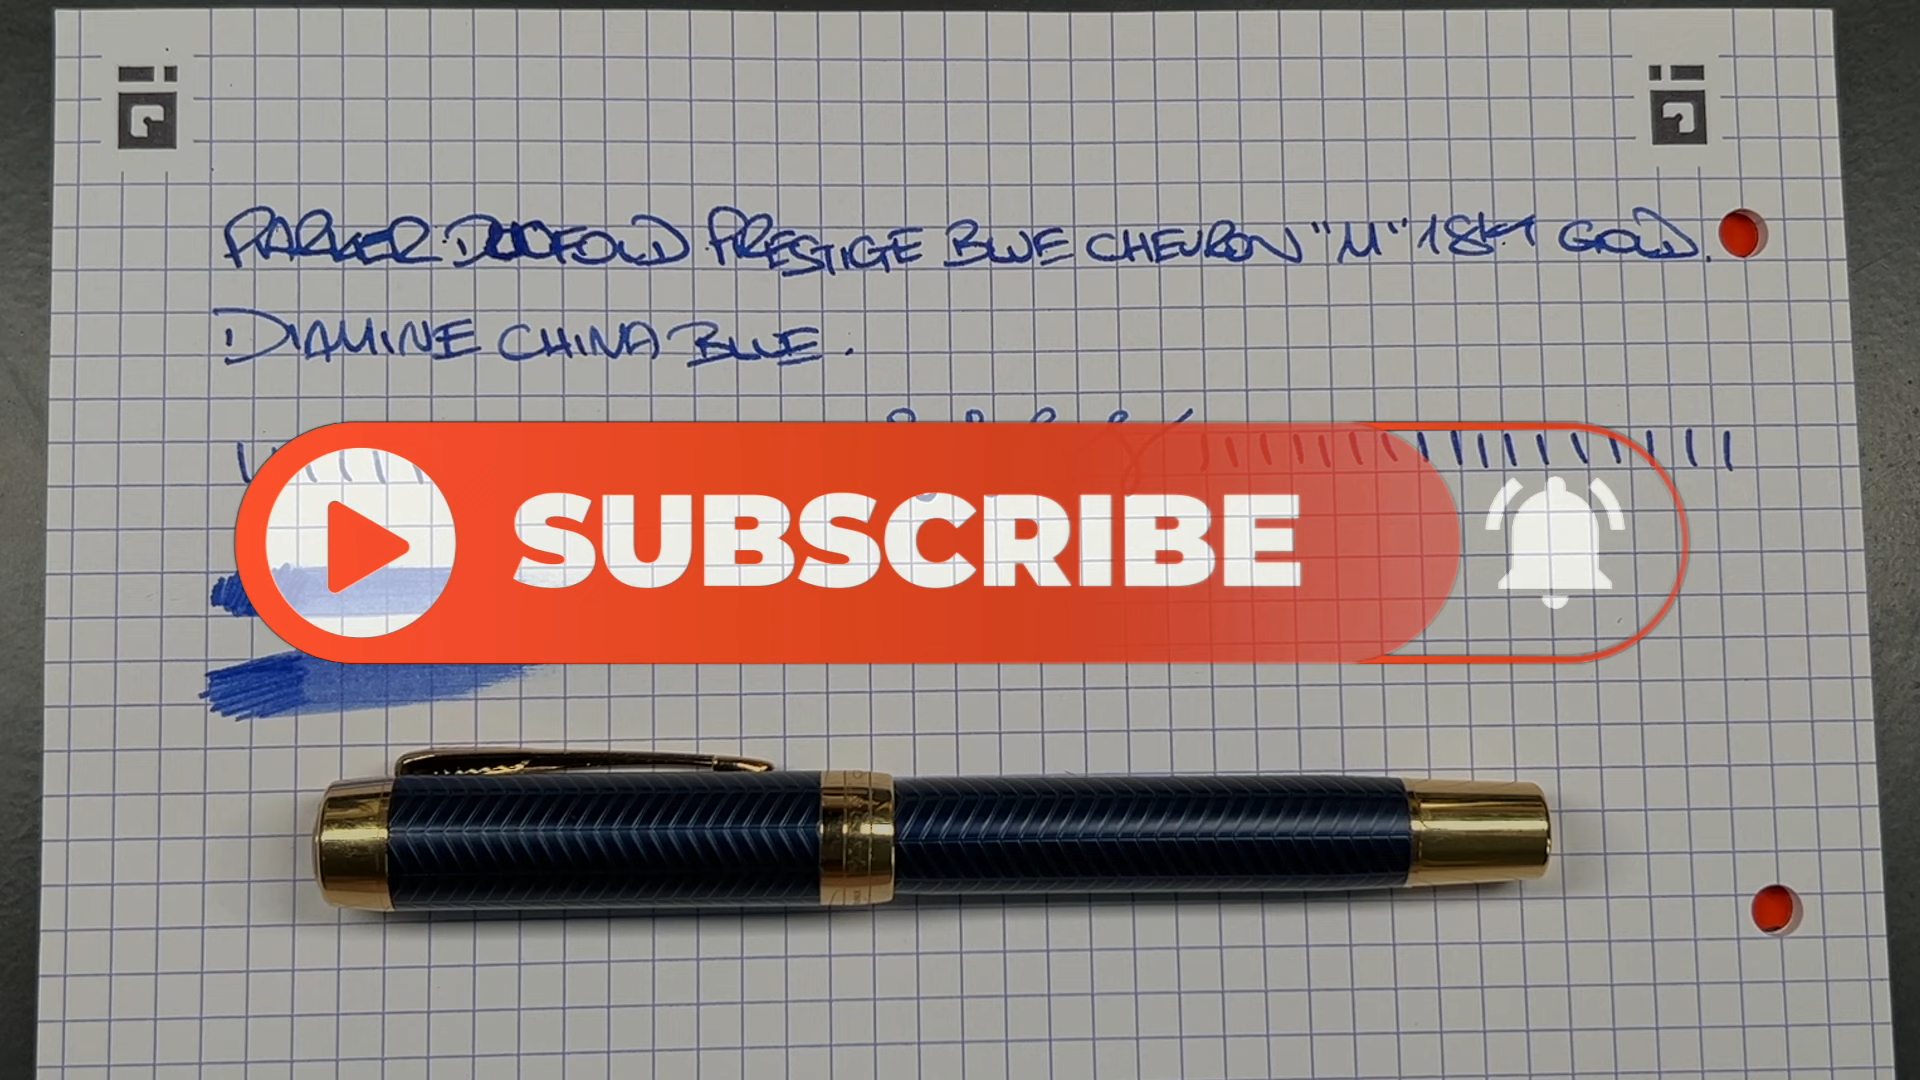 PARKER DUOFOLD PRESTIGE BLUE CHEVRON "M" 18K GOLD.
DIAMINE CHINA BLUE.
SUBSCRIBE